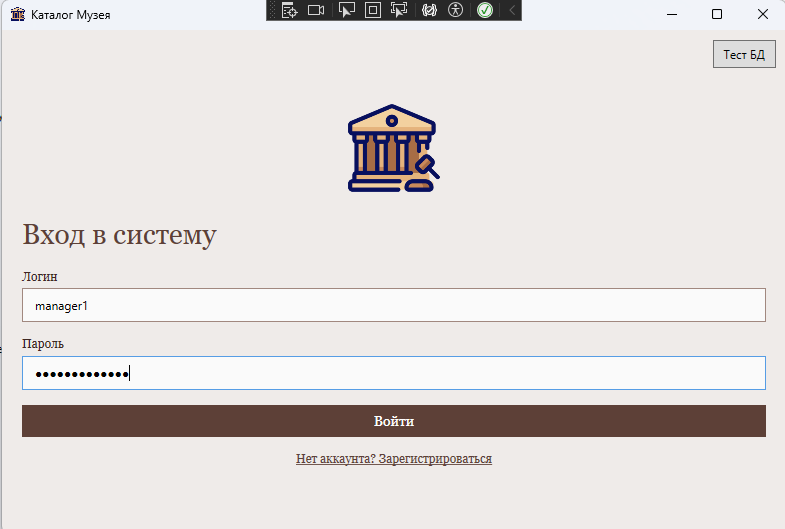 Каталог Музея
Тест БД
Вход в систему
Логин
manager1
Пароль
•••••••••••••
Войти
Нет аккаунта? Зарегистрироваться